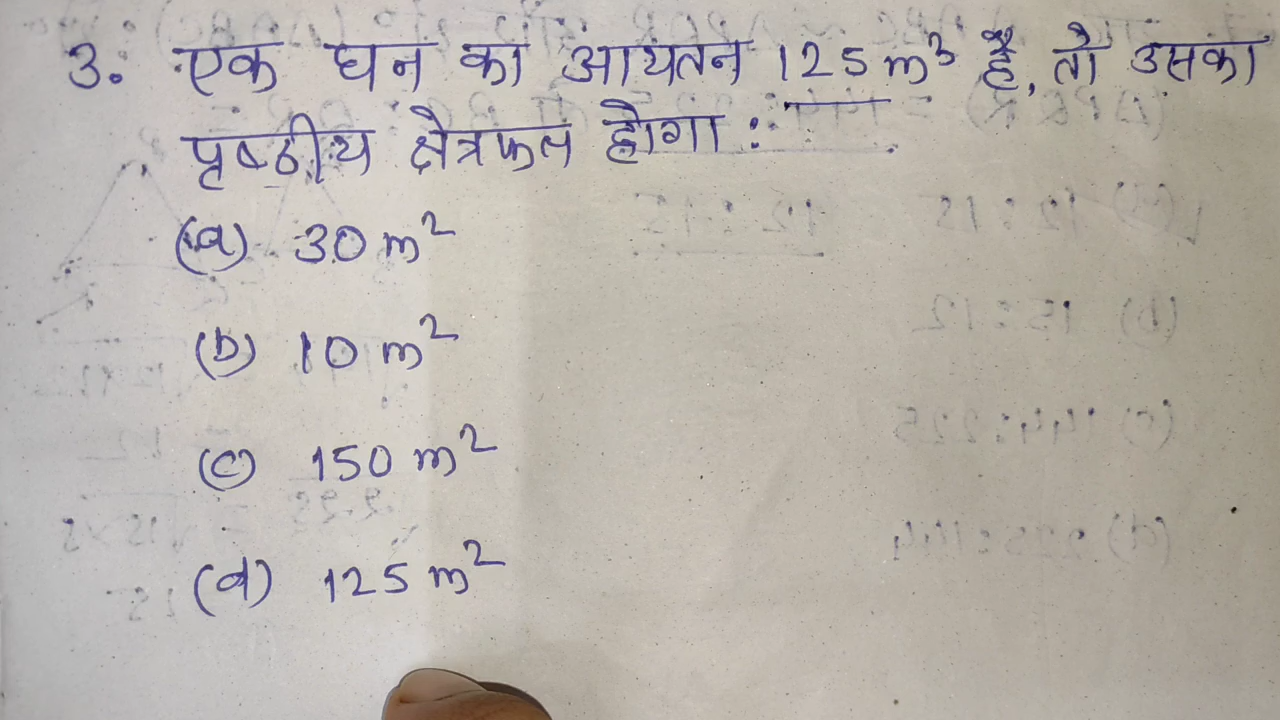 3. एक घन का आयतन 125 m³ है, तो उसका
पृष्ठीय क्षेत्रफल होगा :
(a) 30 m²
(b) 10 m²
(c) 150 m²
(d) 125 m²